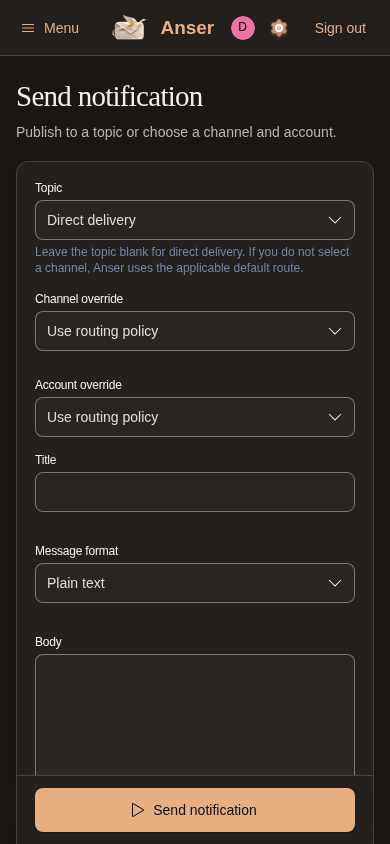 Menu
Anser
D
Sign out
Send notification
Publish to a topic or choose a channel and account.
Topic
Direct delivery
Leave the topic blank for direct delivery. If you do not select
a channel, Anser uses the applicable default route.
Channel override
Use routing policy
Account override
Use routing policy
Title
Message format
Plain text
Body
Send notification